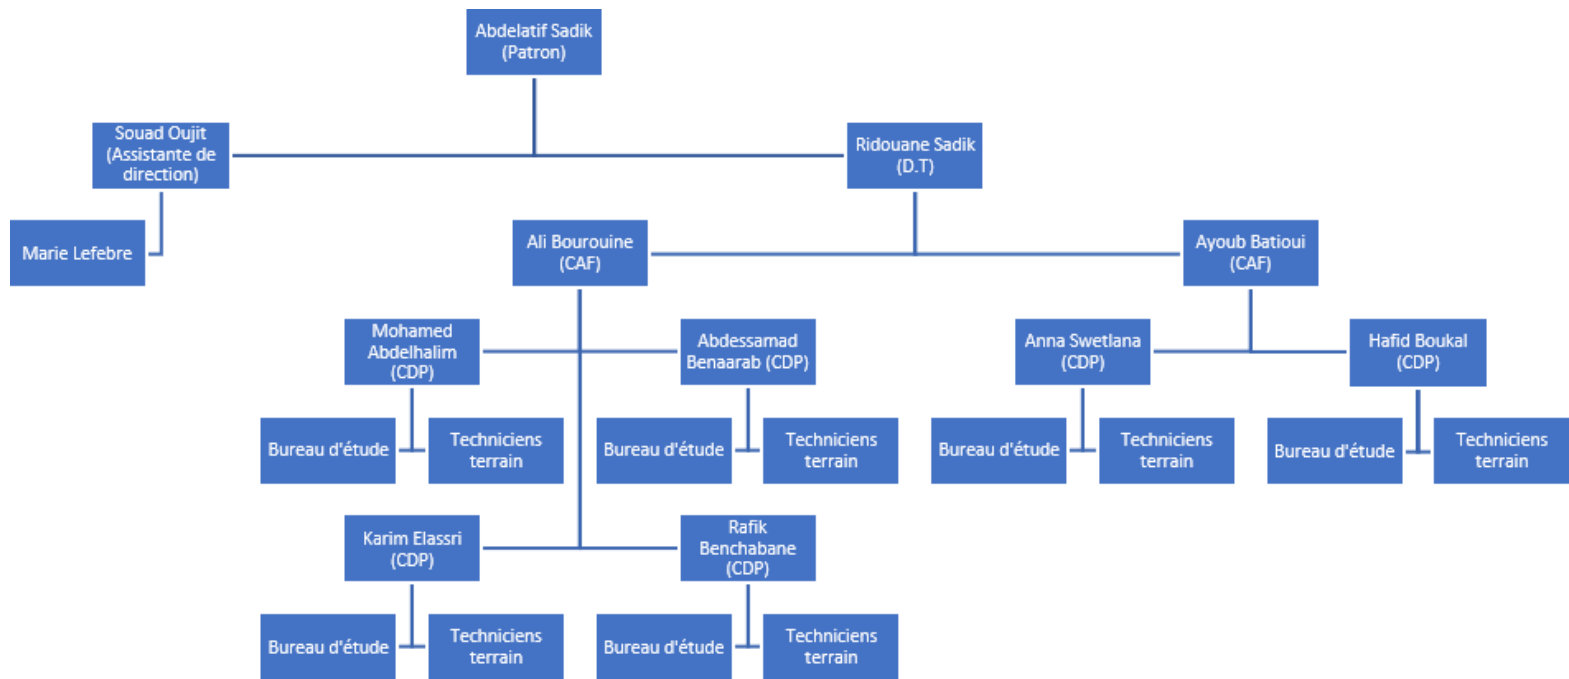 Abdelatif Sadik
(Patron)
Souad Oujit
(Assistante de
direction)
Ridouane Sadik
(D.T)
Marie Lefebre
Ali Bourouine
(CAF)
Ayoub Batioui
(CAF)
Mohamed
Abdelhalim
(CDP)
Abdessamad
Benaarab (CDP)
Anna Swetlana
(CDP)
Hafid Boukal
(CDP)
Bureau d'étude
Techniciens
terrain
Bureau d'étude
Techniciens
terrain
Bureau d'étude
Techniciens
terrain
Bureau d'étude
Techniciens
terrain
Karim Elassri
(CDP)
Rafik
Benchabane
(CDP)
Bureau d'étude
Techniciens
terrain
Bureau d'étude
Techniciens
terrain